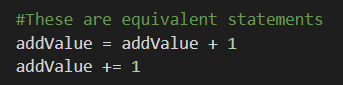 #These are equivalent statements
addValue = addValue + 1
addValue += 1